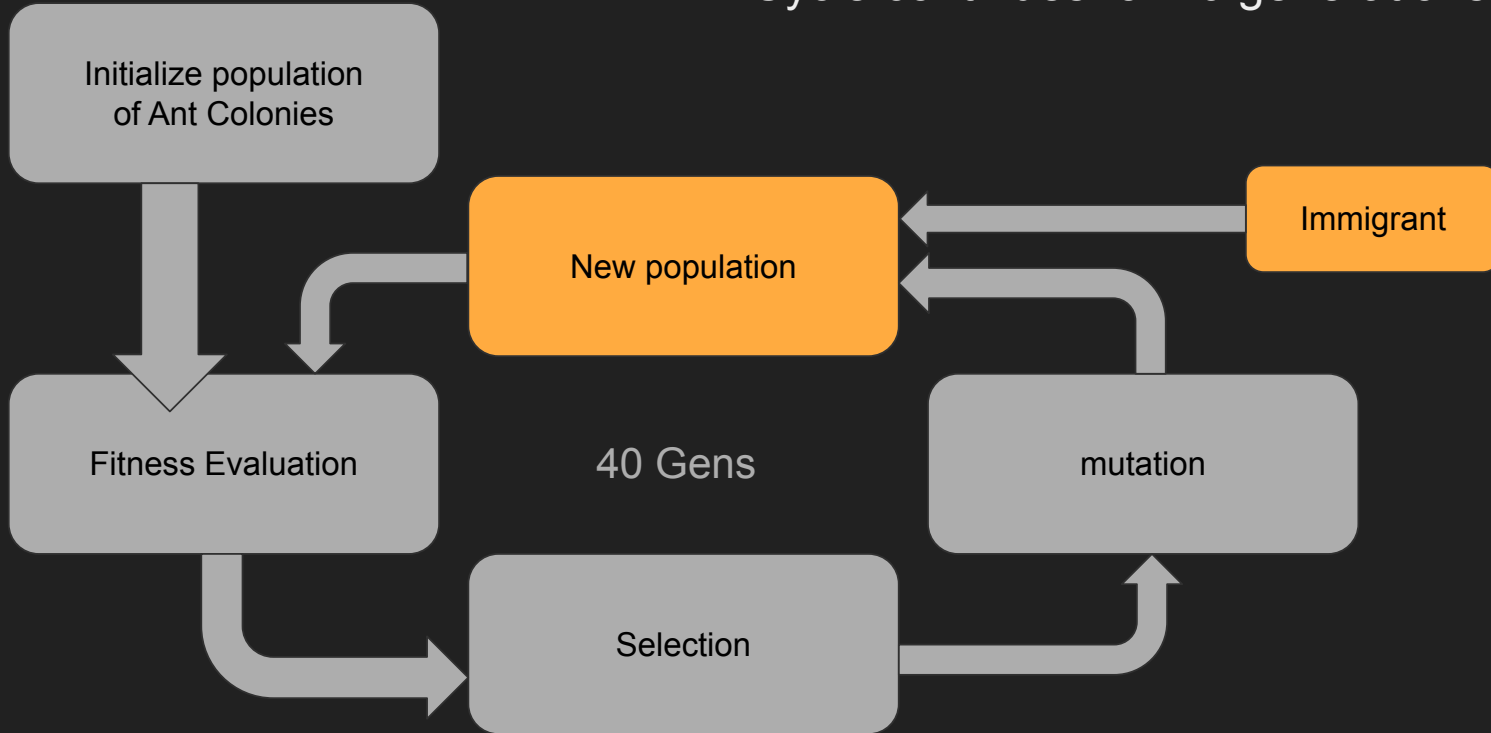 Initialize population
of Ant Colonies
Immigrant
New population
Fitness Evaluation
40 Gens
mutation
Selection